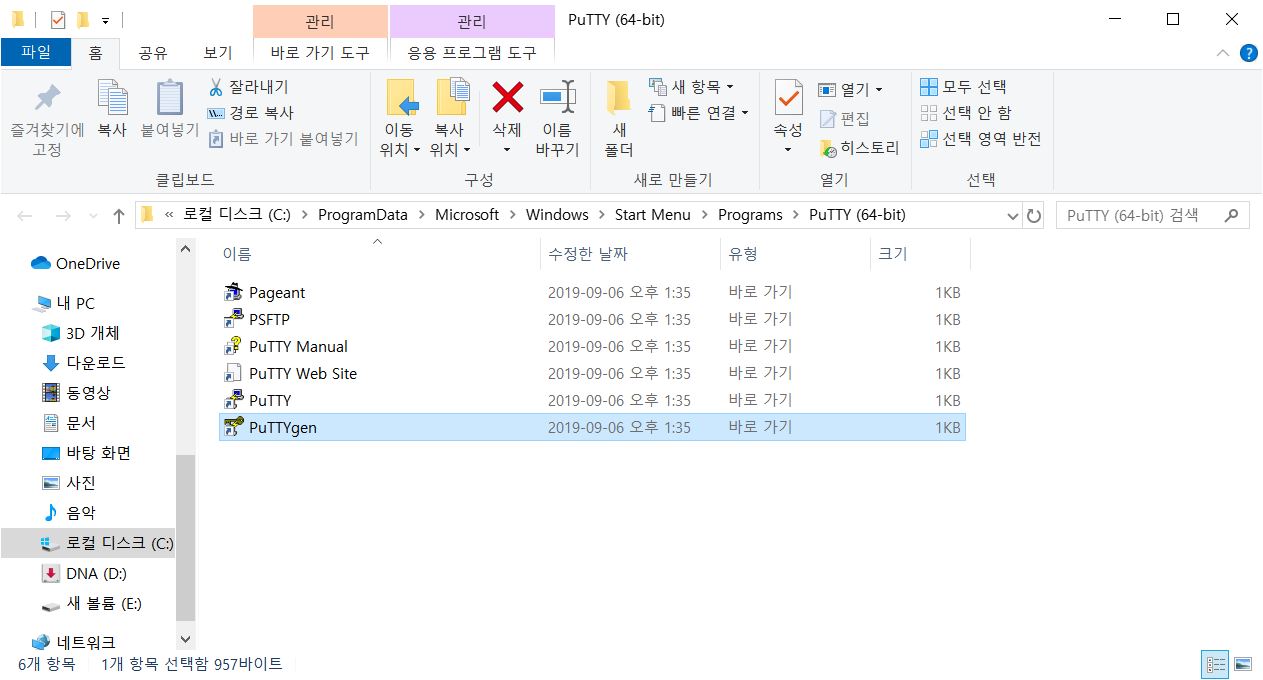 관리 관리 PuTTY (64-bit)
파일 홈 공유 보기 바로 가기 도구 응용 프로그램 도구
즐겨찾기에 고정
복사
붙여넣기
잘라내기
경로 복사
바로 가기 붙여넣기
클립보드
이동 위치
복사 위치
삭제
이름 바꾸기
구성
새 폴더
새 항목
빠른 연결
새로 만들기
속성
열기
편집
히스토리
열기
모두 선택
선택 안 함
선택 영역 반전
선택
« 로컬 디스크 (C:) > ProgramData > Microsoft > Windows > Start Menu > Programs > PuTTY (64-bit)
PuTTY (64-bit) 검색
OneDrive
내 PC
3D 개체
다운로드
동영상
문서
바탕 화면
사진
음악
로컬 디스크 (C:)
DNA (D:)
새 볼륨 (E:)
네트워크
이름 수정한 날짜 유형 크기
Pageant 2019-09-06 오후 1:35 바로 가기 1KB
PSFTP 2019-09-06 오후 1:35 바로 가기 1KB
PuTTY Manual 2019-09-06 오후 1:35 바로 가기 1KB
PuTTY Web Site 2019-09-06 오후 1:35 바로 가기 1KB
PuTTY 2019-09-06 오후 1:35 바로 가기 1KB
PuTTYgen 2019-09-06 오후 1:35 바로 가기 1KB
6개 항목 1개 항목 선택함 957바이트